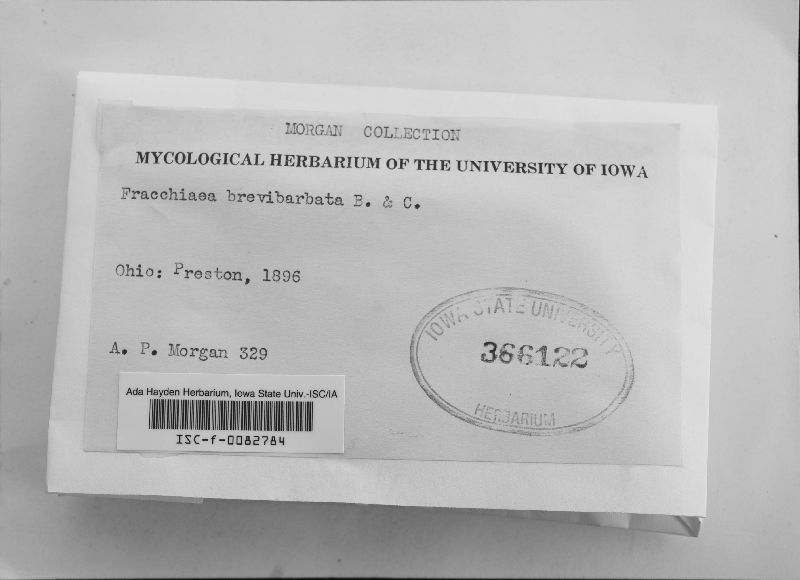 MORGAN COLLECTION
MYCOLOGICAL HERBARIUM OF THE UNIVERSITY OF IOWA
Fracchiaea brevibarbata B. & C.
Ohio: Preston, 1896
A. P. Morgan 329
IOWA STATE UNIVERSITY
366122
HERBARIUM
Ada Hayden Herbarium, Iowa State Univ.-ISC/IA
ISC-f-0082784